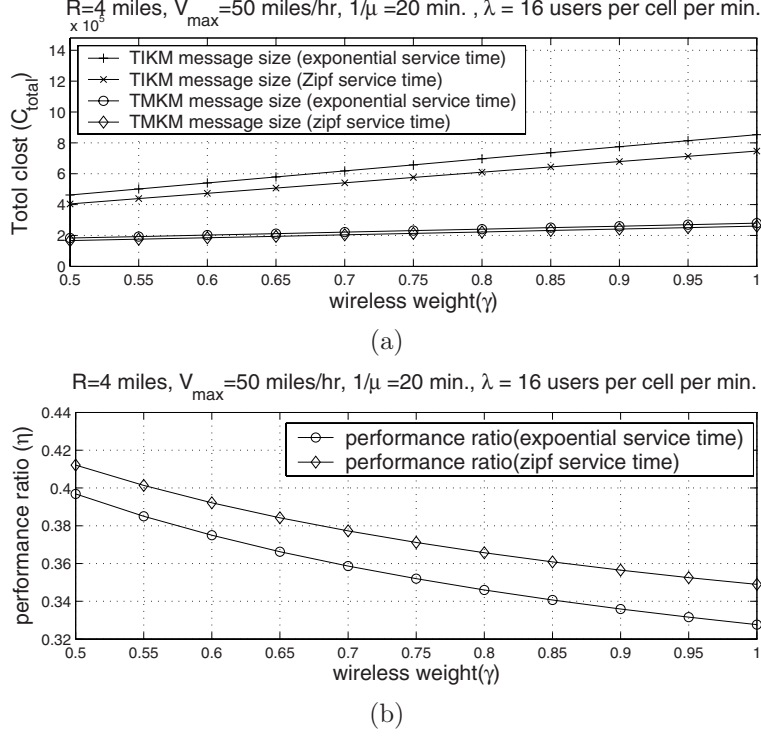 R=4 miles, V_max=50 miles/hr, 1/μ =20 min. , λ = 16 users per cell per min.
x 10^5
TIKM message size (exponential service time)
TIKM message size (Zipf service time)
TMKM message size (exponential service time)
TMKM message size (zipf service time)
14
12
10
8
6
4
2
0
Totol clost (C_total)
0.5 0.55 0.6 0.65 0.7 0.75 0.8 0.85 0.9 0.95 1
wireless weight(γ)
(a)
R=4 miles, V_max=50 miles/hr, 1/μ =20 min., λ = 16 users per cell per min.
performance ratio(expoential service time)
performance ratio(zipf service time)
0.44
0.42
0.4
0.38
0.36
0.34
0.32
performance ratio (η)
0.5 0.55 0.6 0.65 0.7 0.75 0.8 0.85 0.9 0.95 1
wireless weight(γ)
(b)